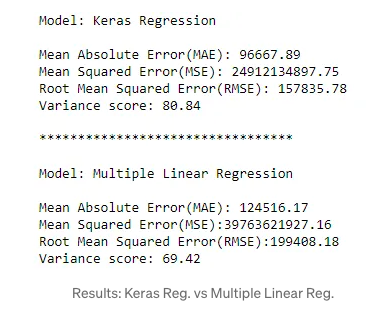 Model: Keras Regression
Mean Absolute Error(MAE): 96667.89
Mean Squared Error(MSE): 24912134897.75
Root Mean Squared Error(RMSE): 157835.78
Variance score: 80.84
*********************************
Model: Multiple Linear Regression
Mean Absolute Error(MAE): 124516.17
Mean Squared Error(MSE):39763621927.16
Root Mean Squared Error(RMSE):199408.18
Variance score: 69.42
Results: Keras Reg. vs Multiple Linear Reg.